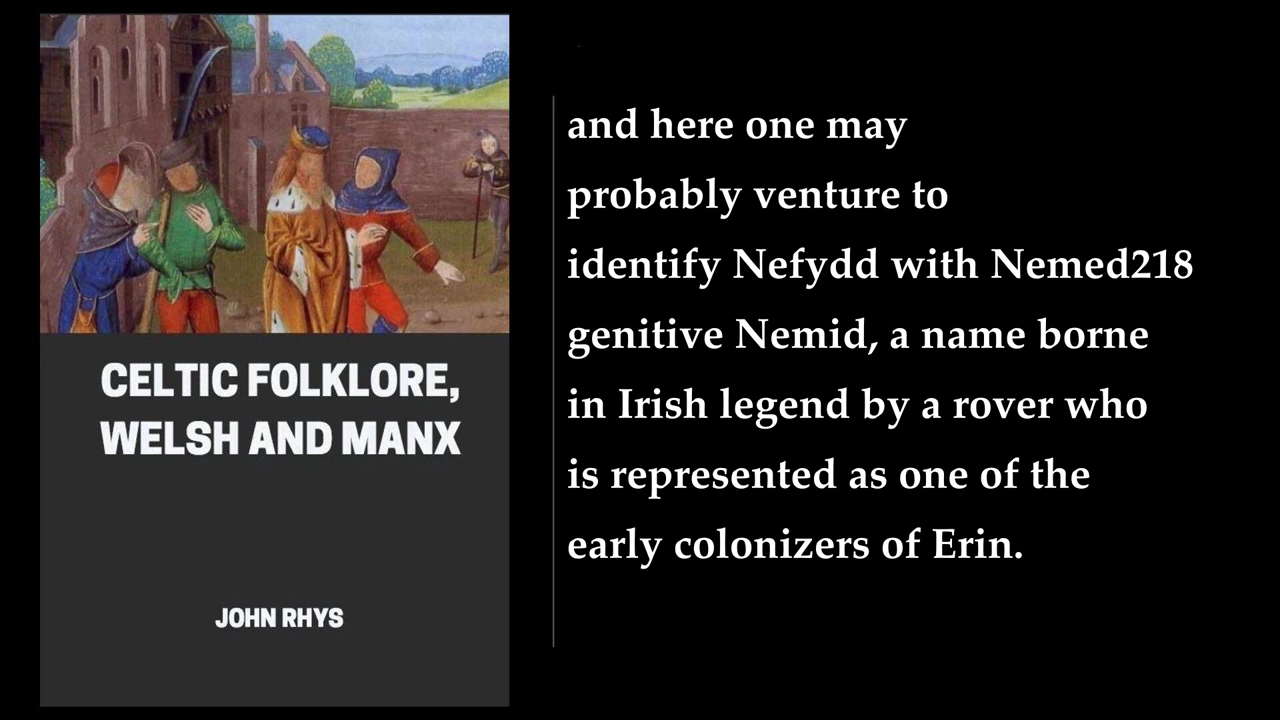 CELTIC FOLKLORE,
WELSH AND MANX
JOHN RHYS
and here one may
probably venture to
identify Nefydd with Nemed218
genitive Nemid, a name borne
in Irish legend by a rover who
is represented as one of the
early colonizers of Erin.